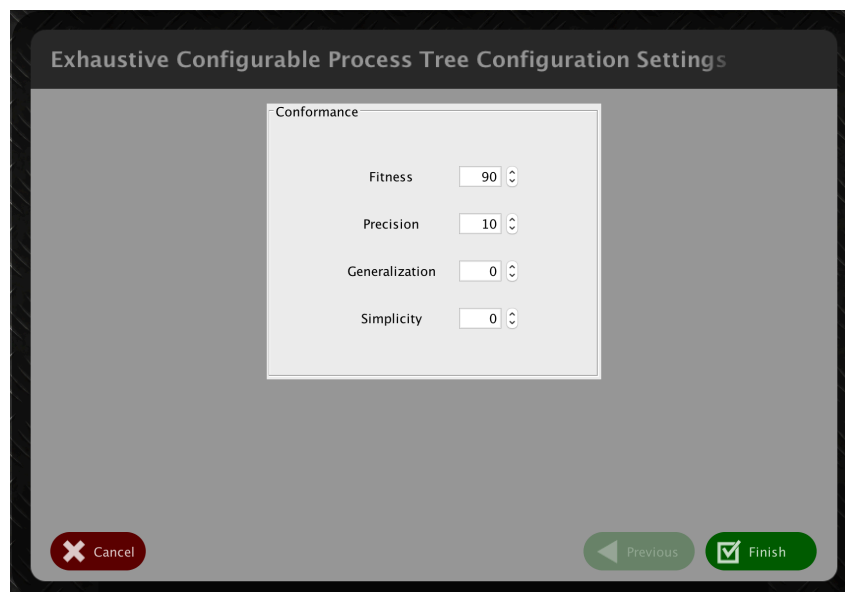 Exhaustive Configurable Process Tree Configuration Settings
Conformance
Fitness 90
Precision 10
Generalization 0
Simplicity 0
Cancel Previous Finish